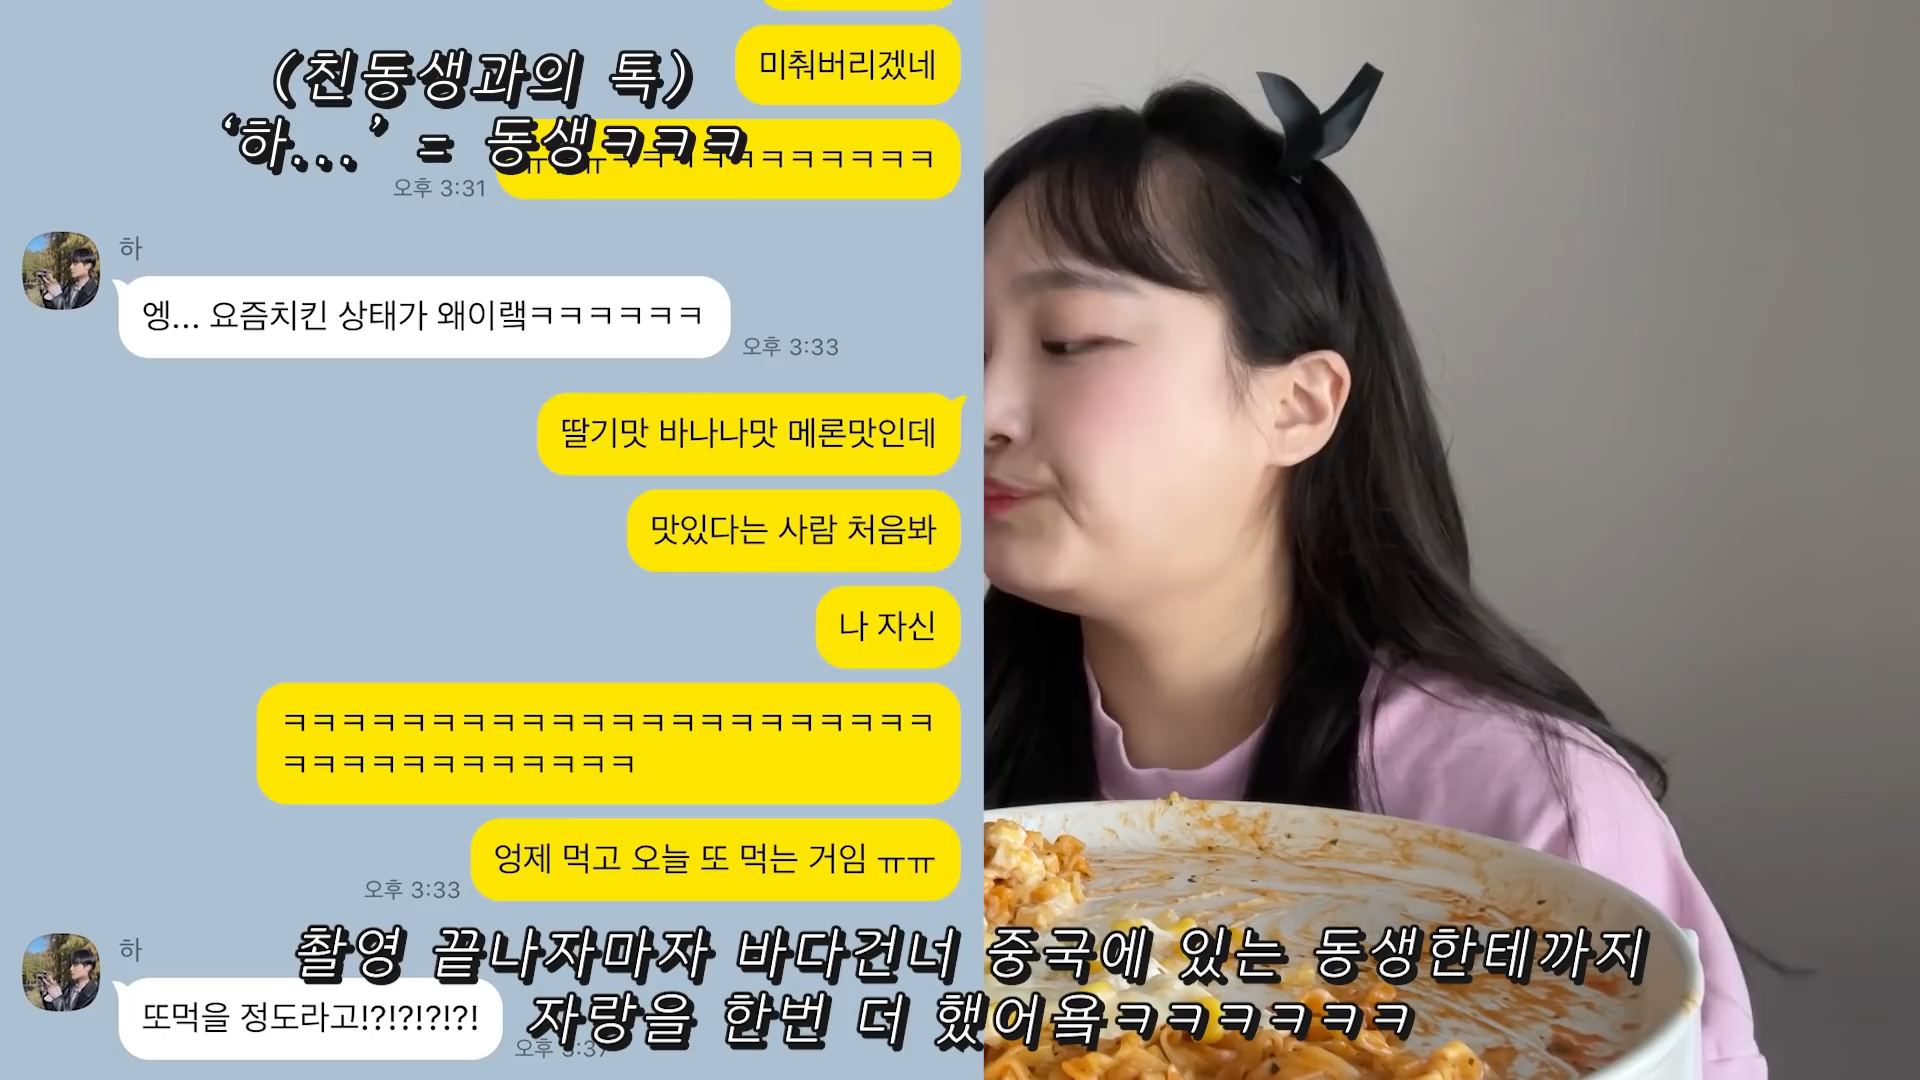 (친동생과의 톡)
‘하...’ = 동생ㅋㅋㅋ
미춰버리겠네
오후 3:31
하
엥... 요즘치킨 상태가 왜이랰ㅋㅋㅋㅋㅋㅋ
오후 3:33
딸기맛 바나나맛 메론맛인데
맛있다는 사람 처음봐
나 자신
ㅋㅋㅋㅋㅋㅋㅋㅋㅋㅋㅋㅋㅋㅋㅋㅋㅋㅋㅋㅋㅋㅋ
ㅋㅋㅋㅋㅋㅋㅋㅋㅋㅋㅋㅋ
엉제 먹고 오늘 또 먹는 거임 ㅠㅠ
오후 3:33
하
또먹을 정도라고!?!?!?!?!
오후 3:37
촬영 끝나자마자 바다건너 중국에 있는 동생한테까지
자랑을 한번 더 했어욬ㅋㅋㅋㅋㅋㅋ